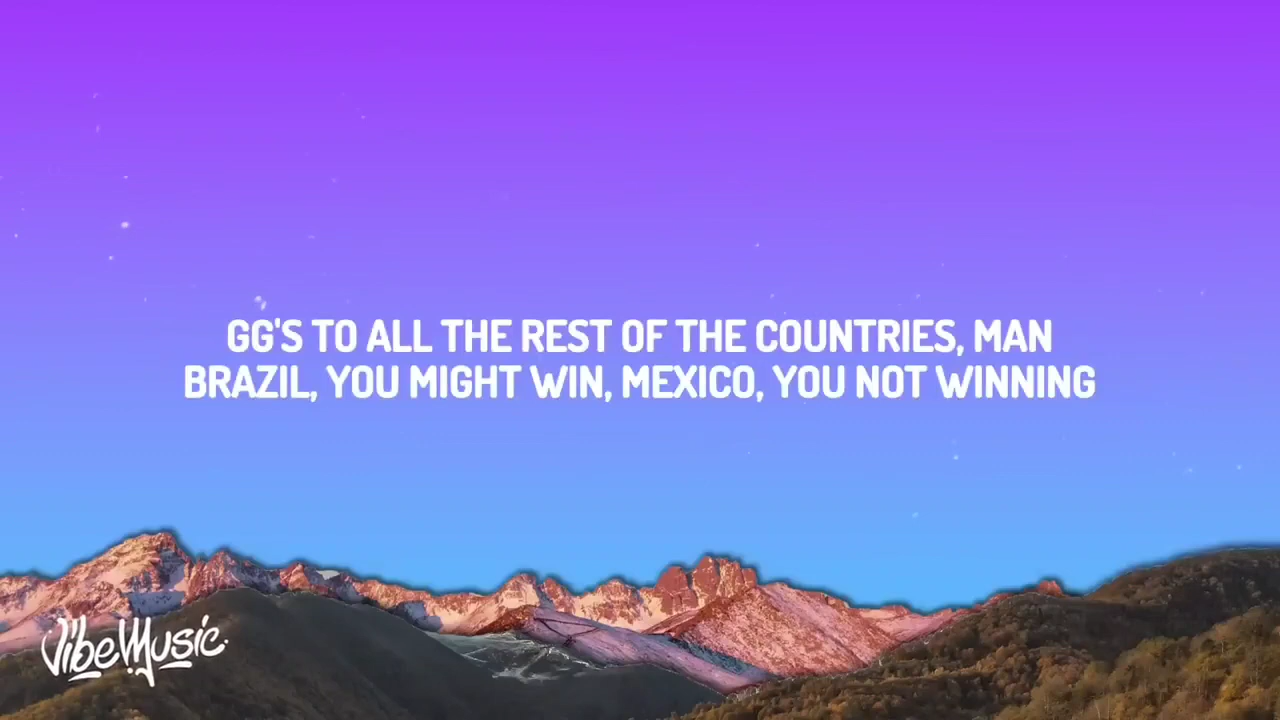 GG'S TO ALL THE REST OF THE COUNTRIES, MAN
BRAZIL, YOU MIGHT WIN, MEXICO, YOU NOT WINNING
VibeMusic